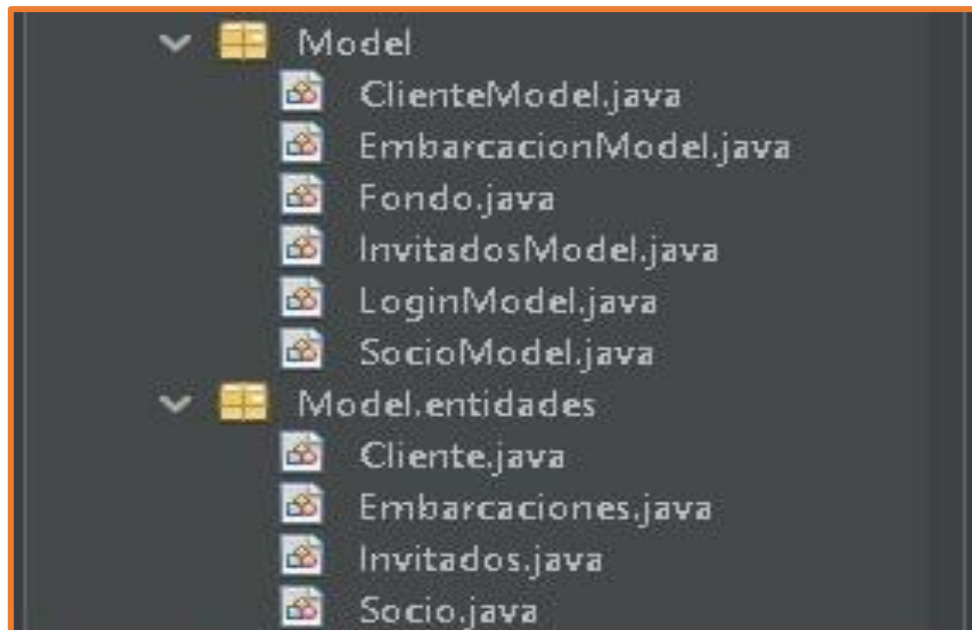 Model
ClienteModel.java
EmbarcacionModel.java
Fondo.java
InvitadosModel.java
LoginModel.java
SocioModel.java
Model.entidades
Cliente.java
Embarcaciones.java
Invitados.java
Socio.java